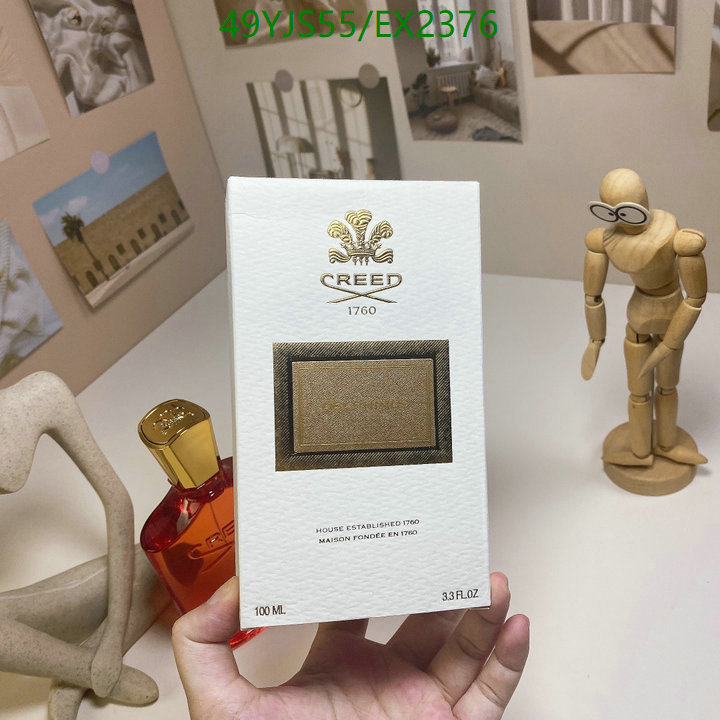 49YJS55/EX2376
CREED
1760
HOUSE ESTABLISHED 1760
MAISON FONDÉE EN 1760
100 ML
3.3 FL.OZ
CREED